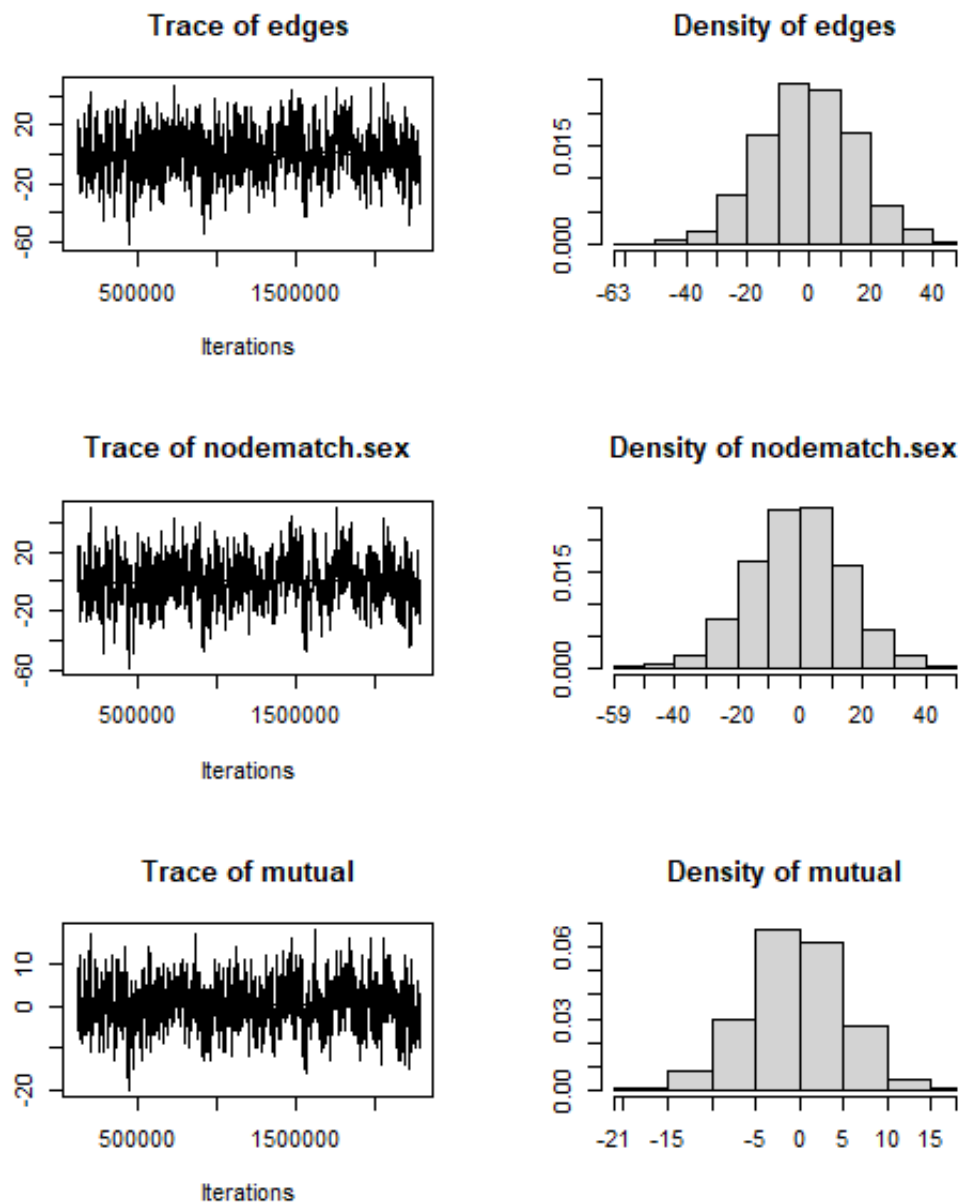 Trace of edges
Density of edges
20
-20
-60
500000 1500000
Iterations
0.015
0.000
-63 -40 -20 0 20 40
Trace of nodematch.sex
Density of nodematch.sex
20
-20
-60
500000 1500000
Iterations
0.015
0.000
-59 -20 0 20 40
Trace of mutual
Density of mutual
10
0
-20
500000 1500000
Iterations
0.06
0.03
0.00
-21 -15 -5 0 5 10 15